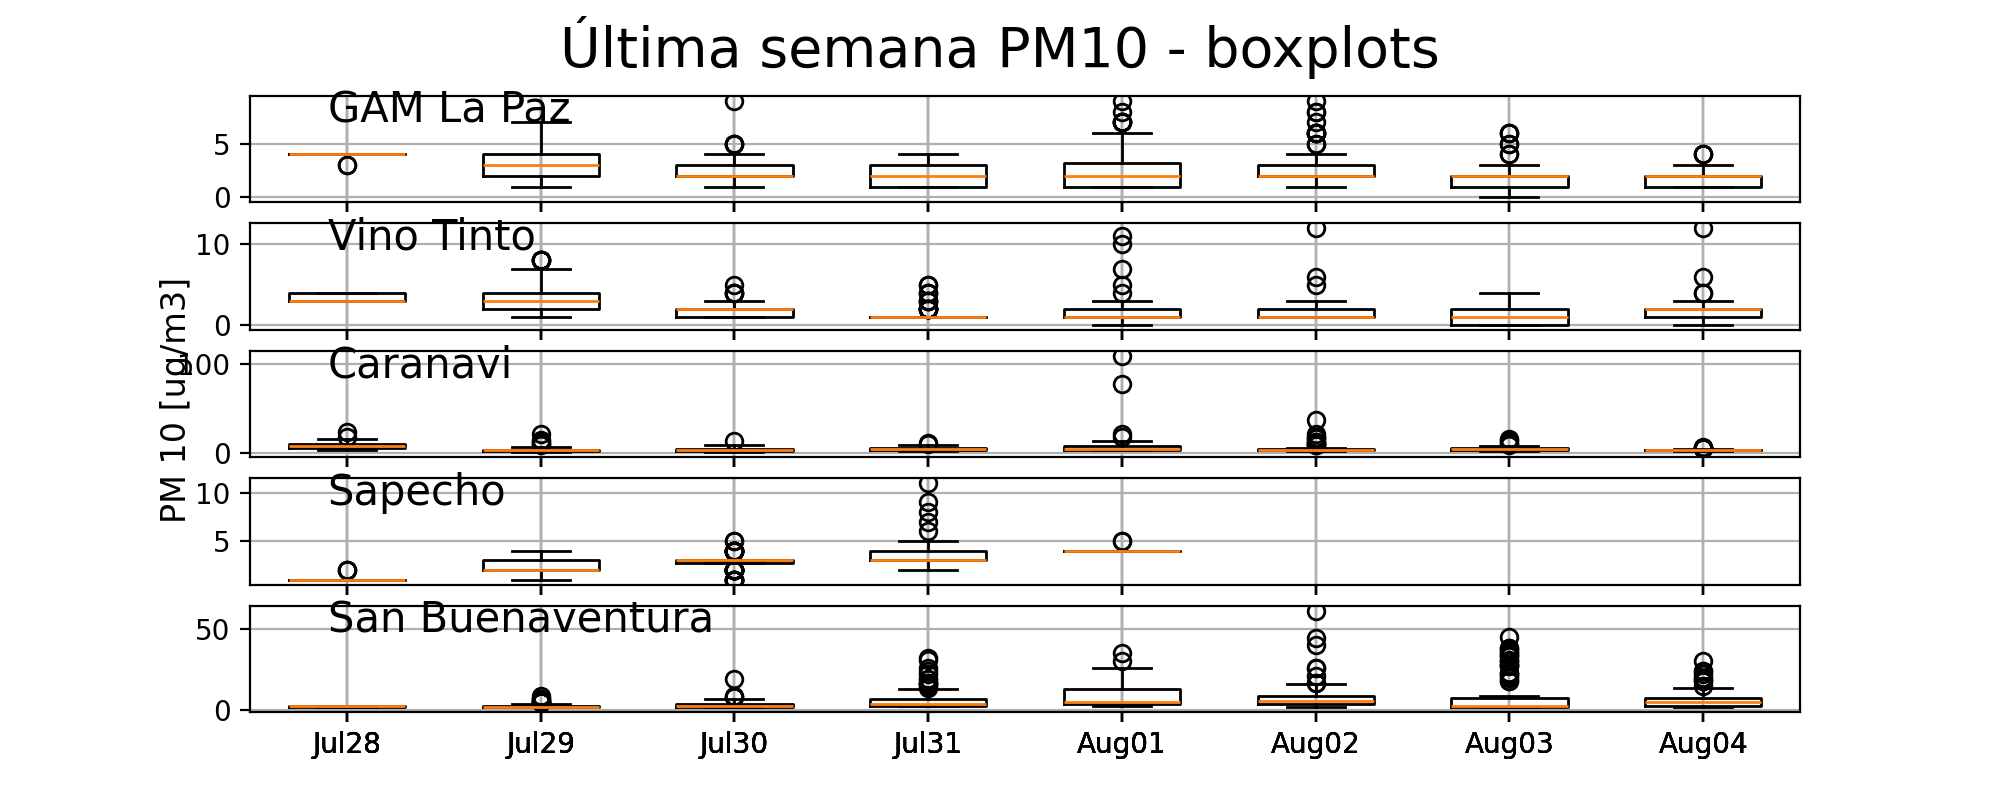 Última semana PM10 - boxplots
GAM La Paz
5
0
Vino Tinto
10
0
PM 10 [ug/m3]
Caranavi
100
0
Sapecho
10
5
San Buenaventura
50
0
Jul28 Jul29 Jul30 Jul31 Aug01 Aug02 Aug03 Aug04